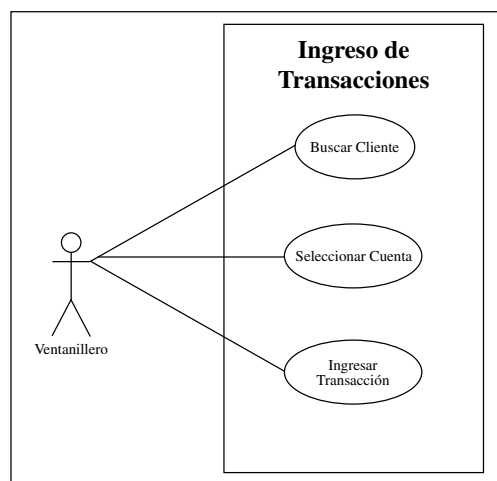 Ingreso de
Transacciones
Buscar Cliente
Seleccionar Cuenta
Ventanillero
Ingresar
Transacción